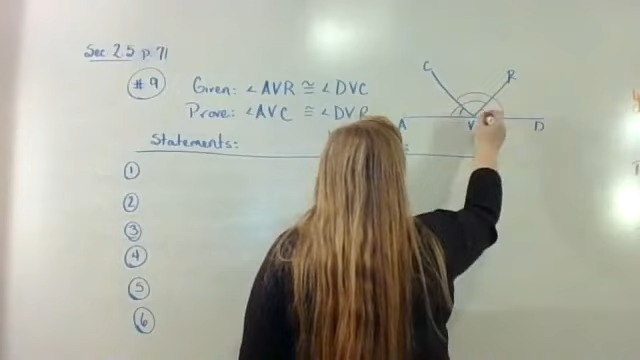 Sec 2.5 p.71
#9 Given: ∠AVR ≅ ∠DVC
Prove: ∠AVC ≅ ∠DVR
Statements:
1
2
3
4
5
6
C
R
A
V
D